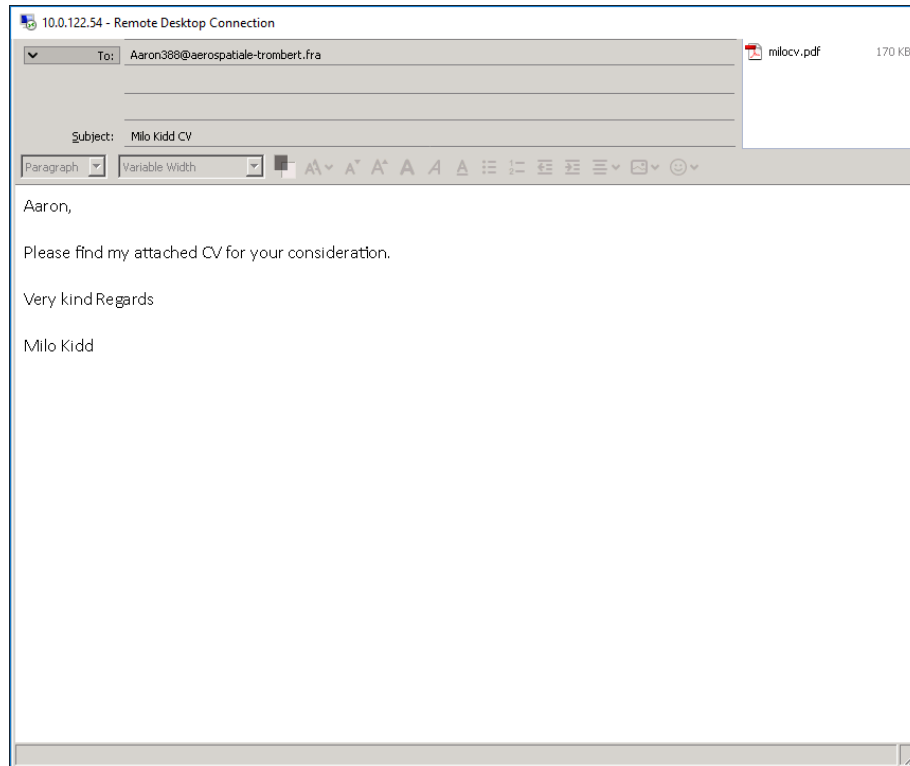 10.0.122.54 - Remote Desktop Connection
To: Aaron388@aerospatiale-trombert.fra
milocv.pdf 170 KB
Subject: Milo Kidd CV
Paragraph Variable Width
Aaron,
Please find my attached CV for your consideration.
Very kind Regards
Milo Kidd